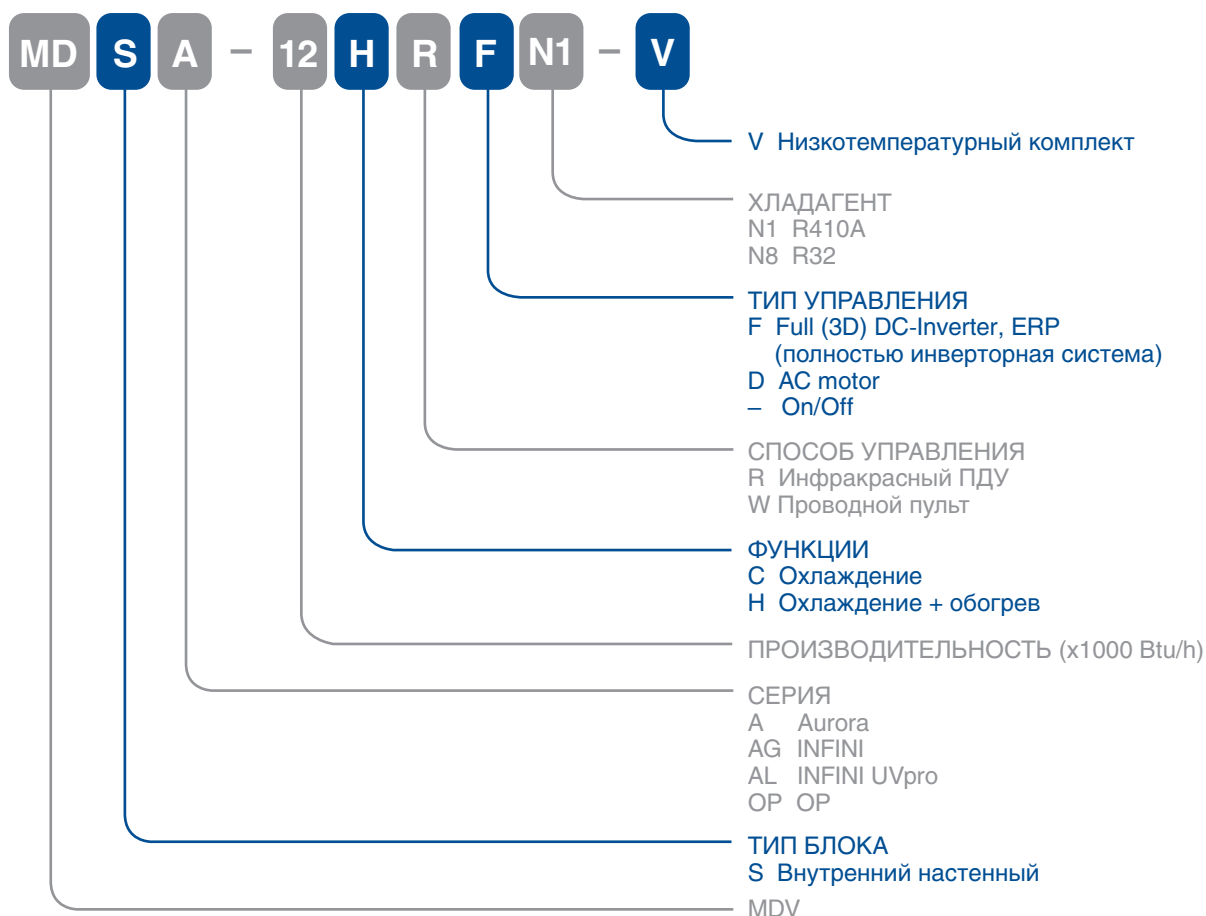 MD S A – 12 H R F N1 – V
V Низкотемпературный комплект
ХЛАДАГЕНТ
N1 R410A
N8 R32
ТИП УПРАВЛЕНИЯ
F Full (3D) DC-Inverter, ERP
(полностью инверторная система)
D AC motor
– On/Off
СПОСОБ УПРАВЛЕНИЯ
R Инфракрасный ПДУ
W Проводной пульт
ФУНКЦИИ
C Охлаждение
H Охлаждение + обогрев
ПРОИЗВОДИТЕЛЬНОСТЬ (x1000 Btu/h)
СЕРИЯ
A Aurora
AG INFINI
AL INFINI UVpro
OP OP
ТИП БЛОКА
S Внутренний настенный
MDV